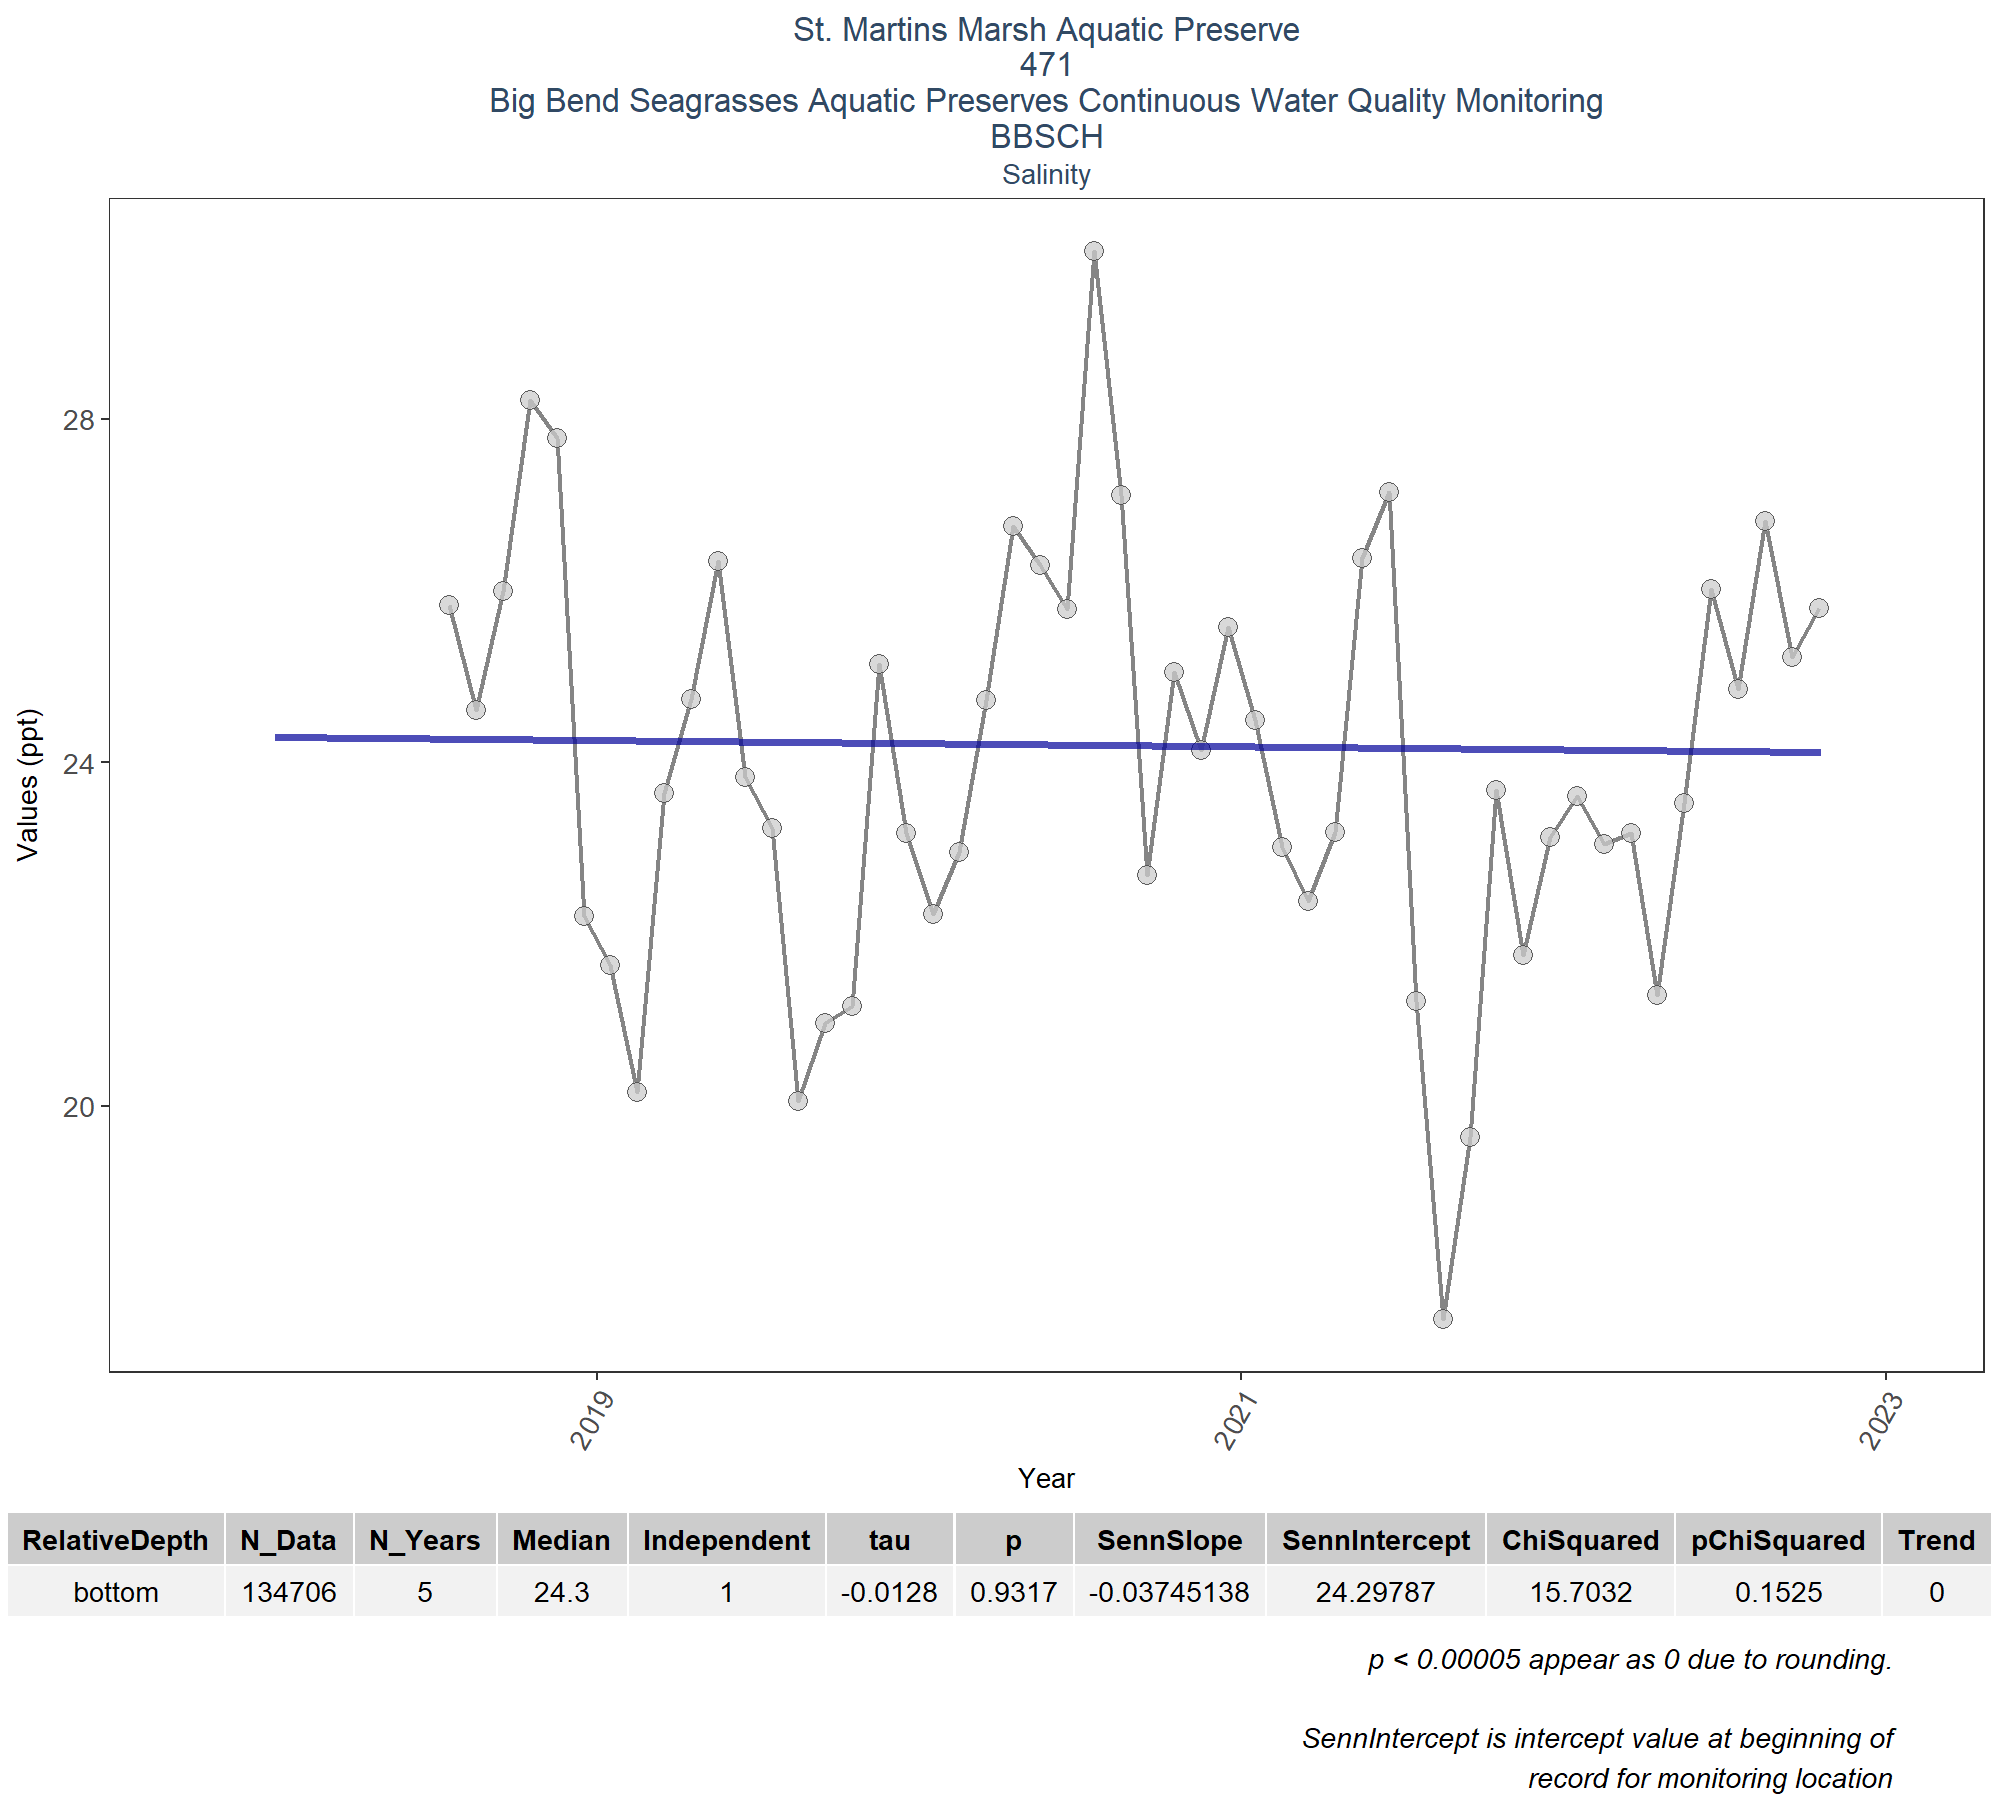 St. Martins Marsh Aquatic Preserve
471
Big Bend Seagrasses Aquatic Preserves Continuous Water Quality Monitoring
BBSCH
Salinity
Values (ppt)
28
24
20
2019
2021
2023
Year
RelativeDepth N_Data N_Years Median Independent tau p SennSlope SennIntercept ChiSquared pChiSquared Trend
bottom 134706 5 24.3 1 -0.0128 0.9317 -0.03745138 24.29787 15.7032 0.1525 0
p < 0.00005 appear as 0 due to rounding.
SennIntercept is intercept value at beginning of
record for monitoring location